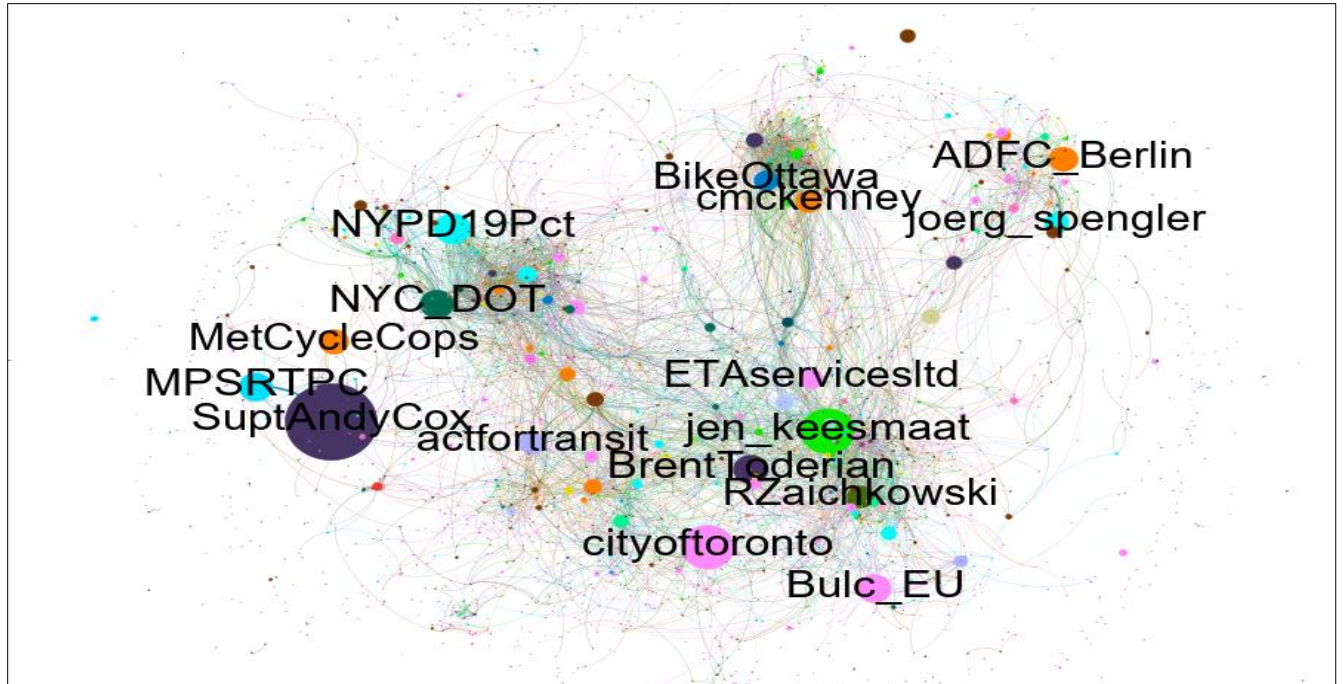 ADFC_Berlin
BikeOttawa
cmckenney
joerg_spengler
NYPD19Pct
NYC_DOT
MetCycleCops
MPSRTPC
ETAservicesltd
SuptAndyCox
actfortransit
jen_keesmaat
BrentToderian
RZaichkowski
cityoftoronto
Bulc_EU